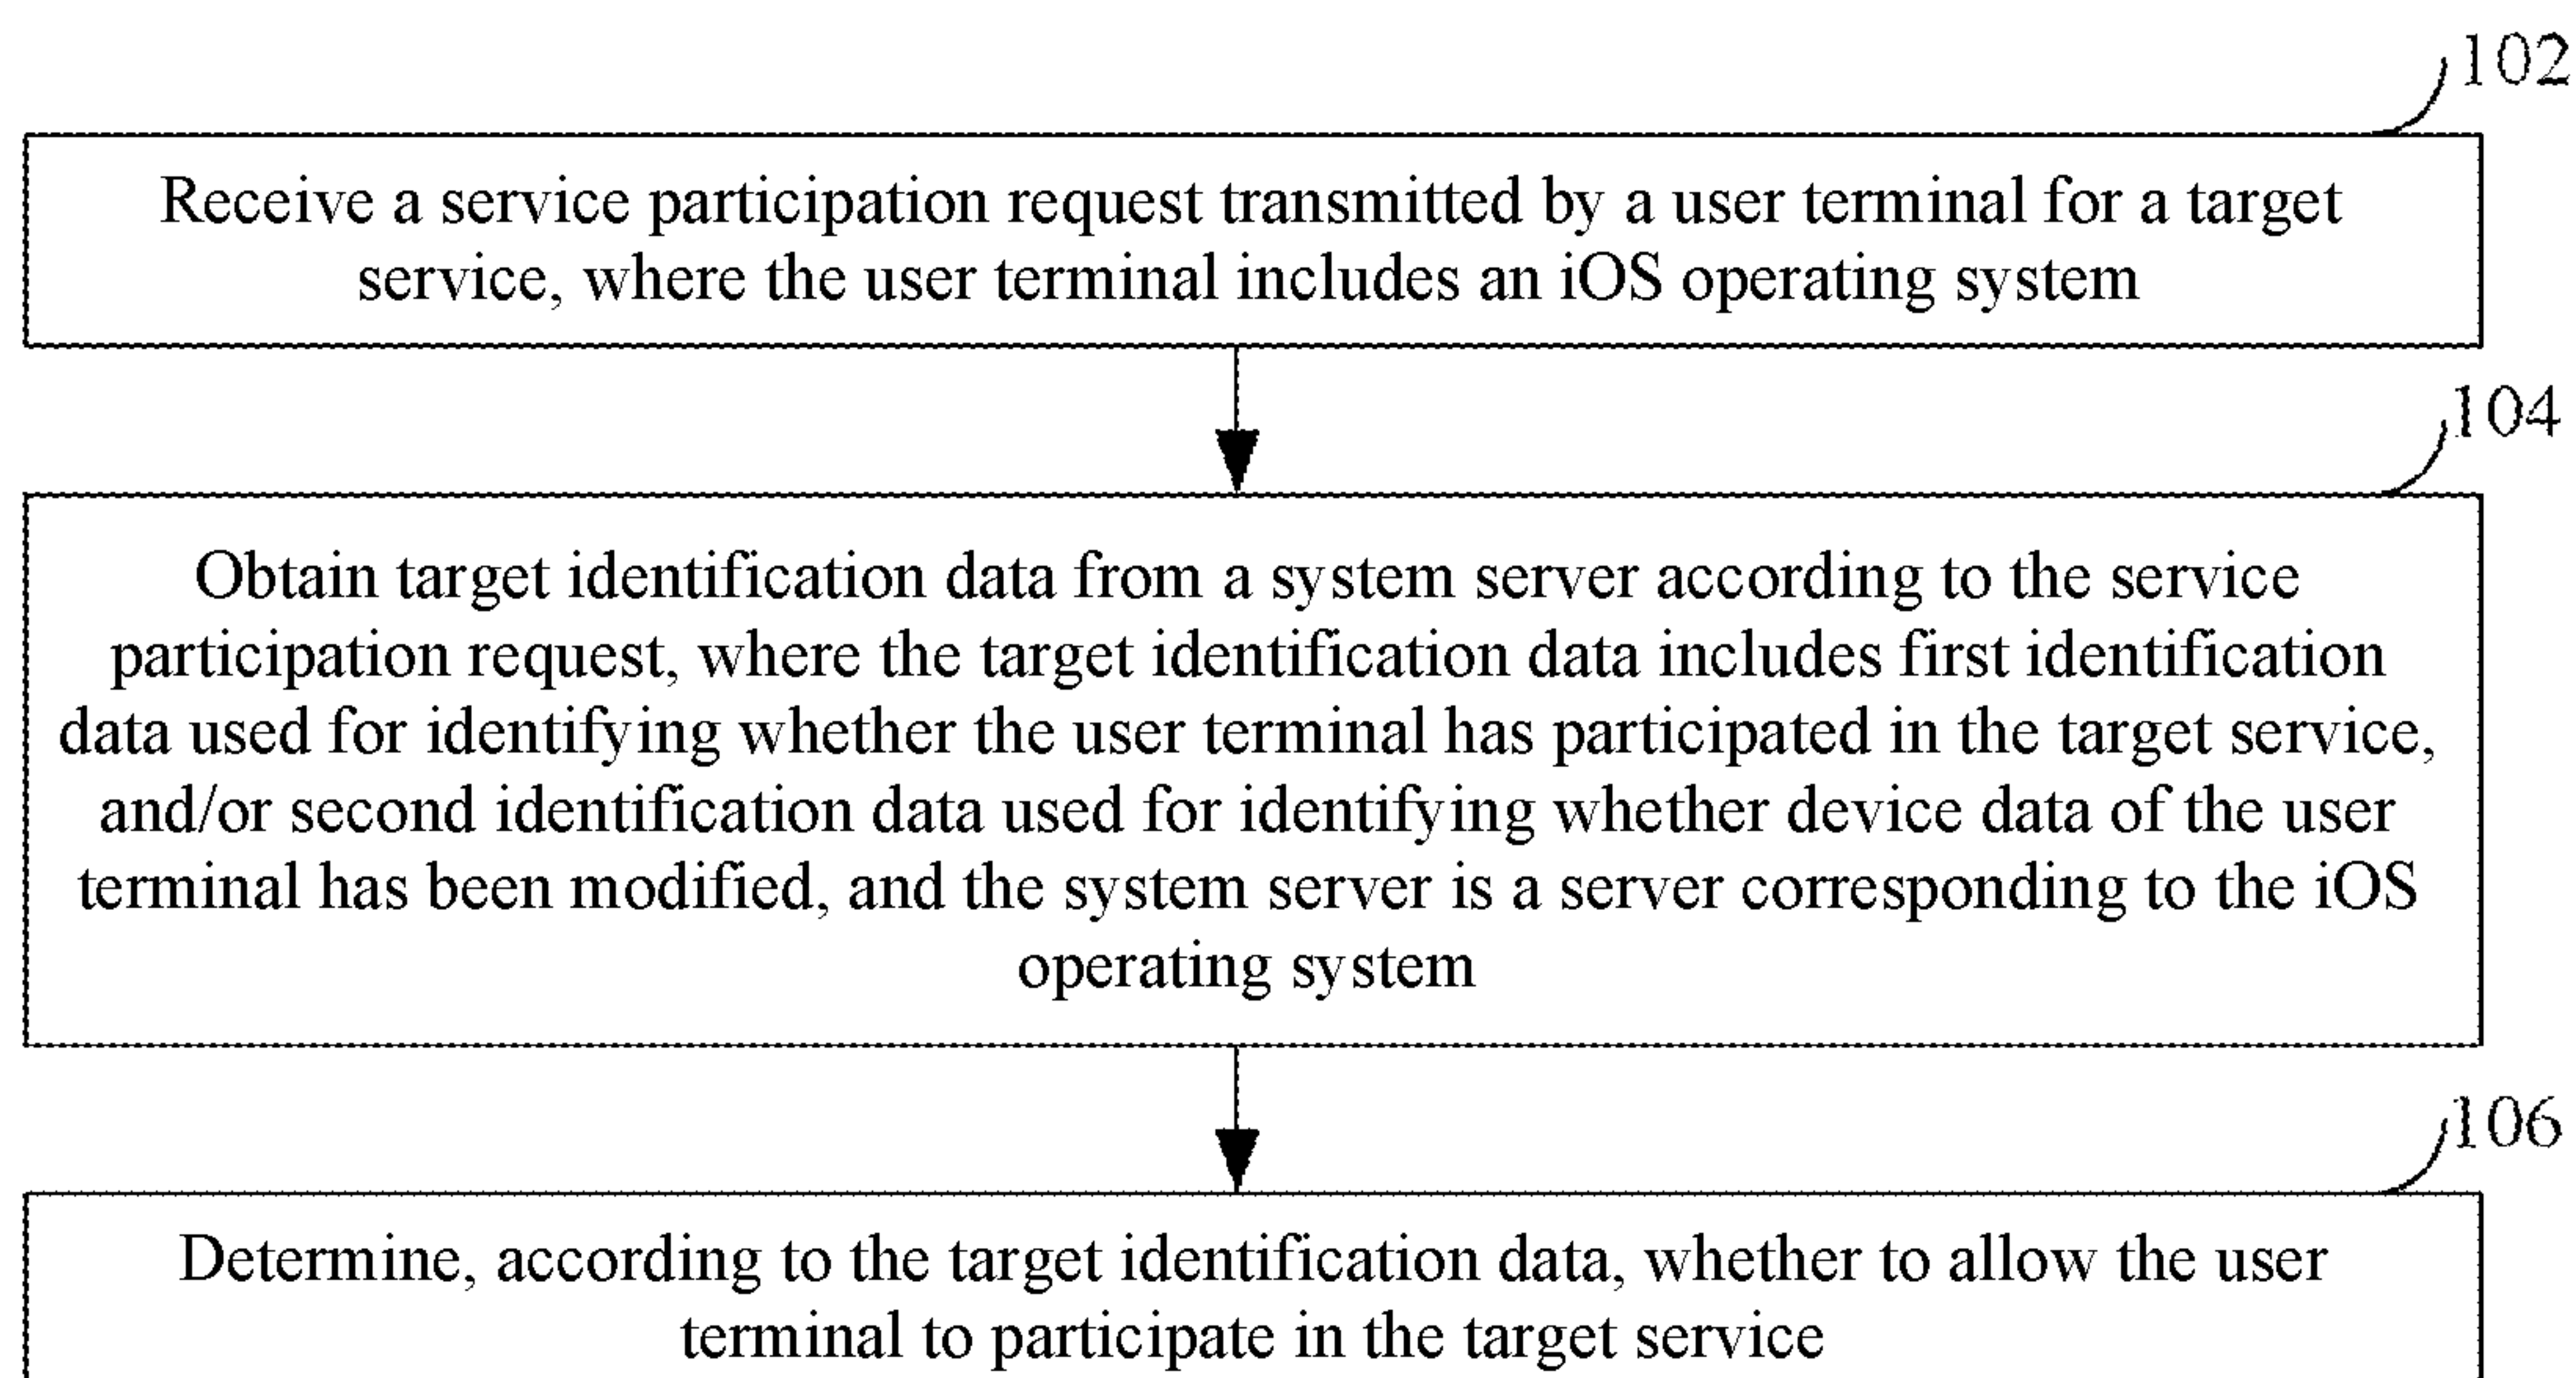 102
Receive a service participation request transmitted by a user terminal for a target
service, where the user terminal includes an iOS operating system
104
Obtain target identification data from a system server according to the service
participation request, where the target identification data includes first identification
data used for identifying whether the user terminal has participated in the target service,
and/or second identification data used for identifying whether device data of the user
terminal has been modified, and the system server is a server corresponding to the iOS
operating system
106
Determine, according to the target identification data, whether to allow the user
terminal to participate in the target service